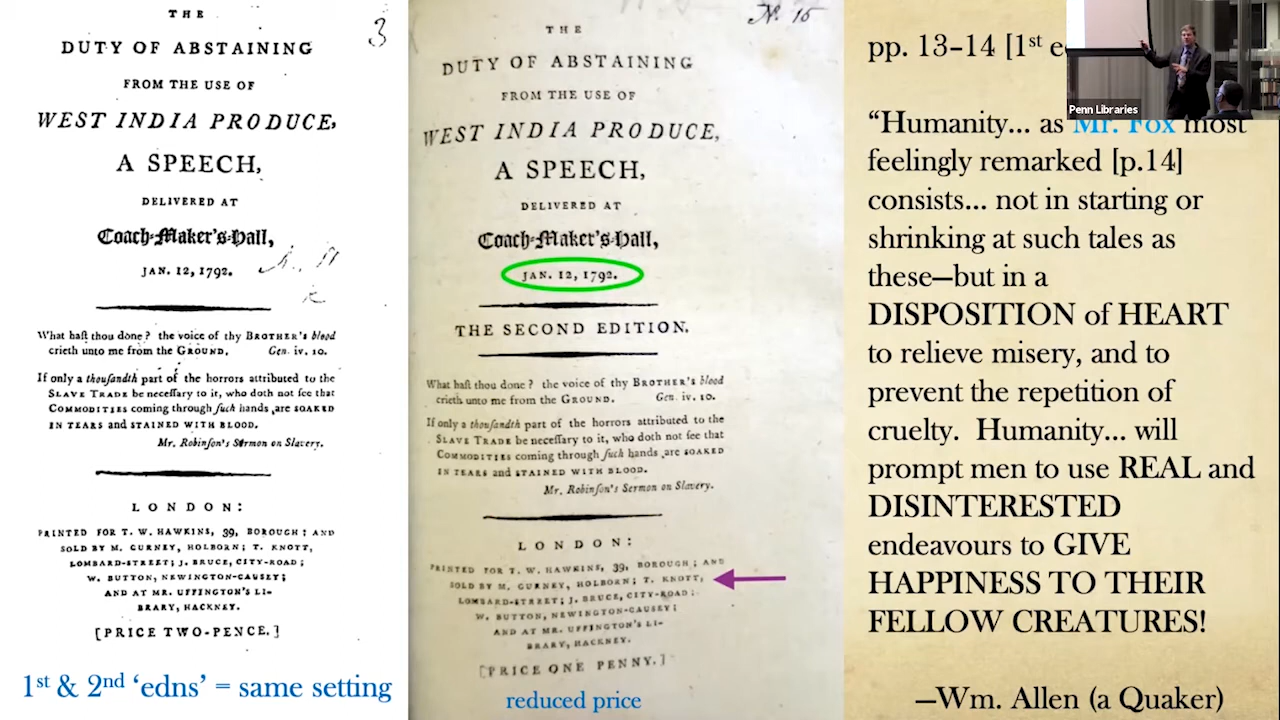 THE
3
DUTY OF ABSTAINING
FROM THE USE OF
WEST INDIA PRODUCE,
A SPEECH,
DELIVERED AT
Coach-Maker's-Hall,
JAN. 12, 1792.
What haſt thou done? the voice of thy BROTHER's blood
crieth unto me from the GROUND. Gen. iv. 10.
If only a thouſandth part of the horrors attributed to the
SLAVE TRADE be neceſſary to it, who doth not ſee that
COMMODITIES coming through ſuch hands are SOAKED
IN TEARS and STAINED WITH BLOOD.
Mr. Robinſon's Sermon on Slavery.
LONDON:
PRINTED FOR T. W. HAWKINS, 39, BOROUGH; AND
SOLD BY M. GURNEY, HOLBORN; T. KNOTT,
LOMBARD-STREET; J. BRUCE, CITY-ROAD;
W. BUTTON, NEWINGTON-CAUSEY;
AND AT MR. UFFINGTON'S LI-
BRARY, HACKNEY.
[PRICE TWO-PENCE.]
1st & 2nd ‘edns’ = same setting
No. 15
THE
DUTY OF ABSTAINING
FROM THE USE OF
WEST INDIA PRODUCE,
A SPEECH,
DELIVERED AT
Coach-Maker's-Hall,
JAN. 12, 1792.
THE SECOND EDITION.
What haſt thou done? the voice of thy BROTHER's blood
crieth unto me from the GROUND. Gen. iv. 10.
If only a thouſandth part of the horrors attributed to the
SLAVE TRADE be neceſſary to it, who doth not ſee that
COMMODITIES coming through ſuch hands are SOAKED
IN TEARS and STAINED WITH BLOOD.
Mr. Robinſon's Sermon on Slavery.
LONDON:
PRINTED FOR T. W. HAWKINS, 39, BOROUGH; AND
SOLD BY M. GURNEY, HOLBORN; T. KNOTT,
LOMBARD-STREET; J. BRUCE, CITY-ROAD;
W. BUTTON, NEWINGTON-CAUSEY;
AND AT MR. UFFINGTON'S LI-
BRARY, HACKNEY.
[PRICE ONE PENNY.]
reduced price
pp. 13–14 [1st e
Penn Libraries
“Humanity... as Mr. Fox most
feelingly remarked [p.14]
consists... not in starting or
shrinking at such tales as
these—but in a
DISPOSITION of HEART
to relieve misery, and to
prevent the repetition of
cruelty. Humanity... will
prompt men to use REAL and
DISINTERESTED
endeavours to GIVE
HAPPINESS TO THEIR
FELLOW CREATURES!
—Wm. Allen (a Quaker)